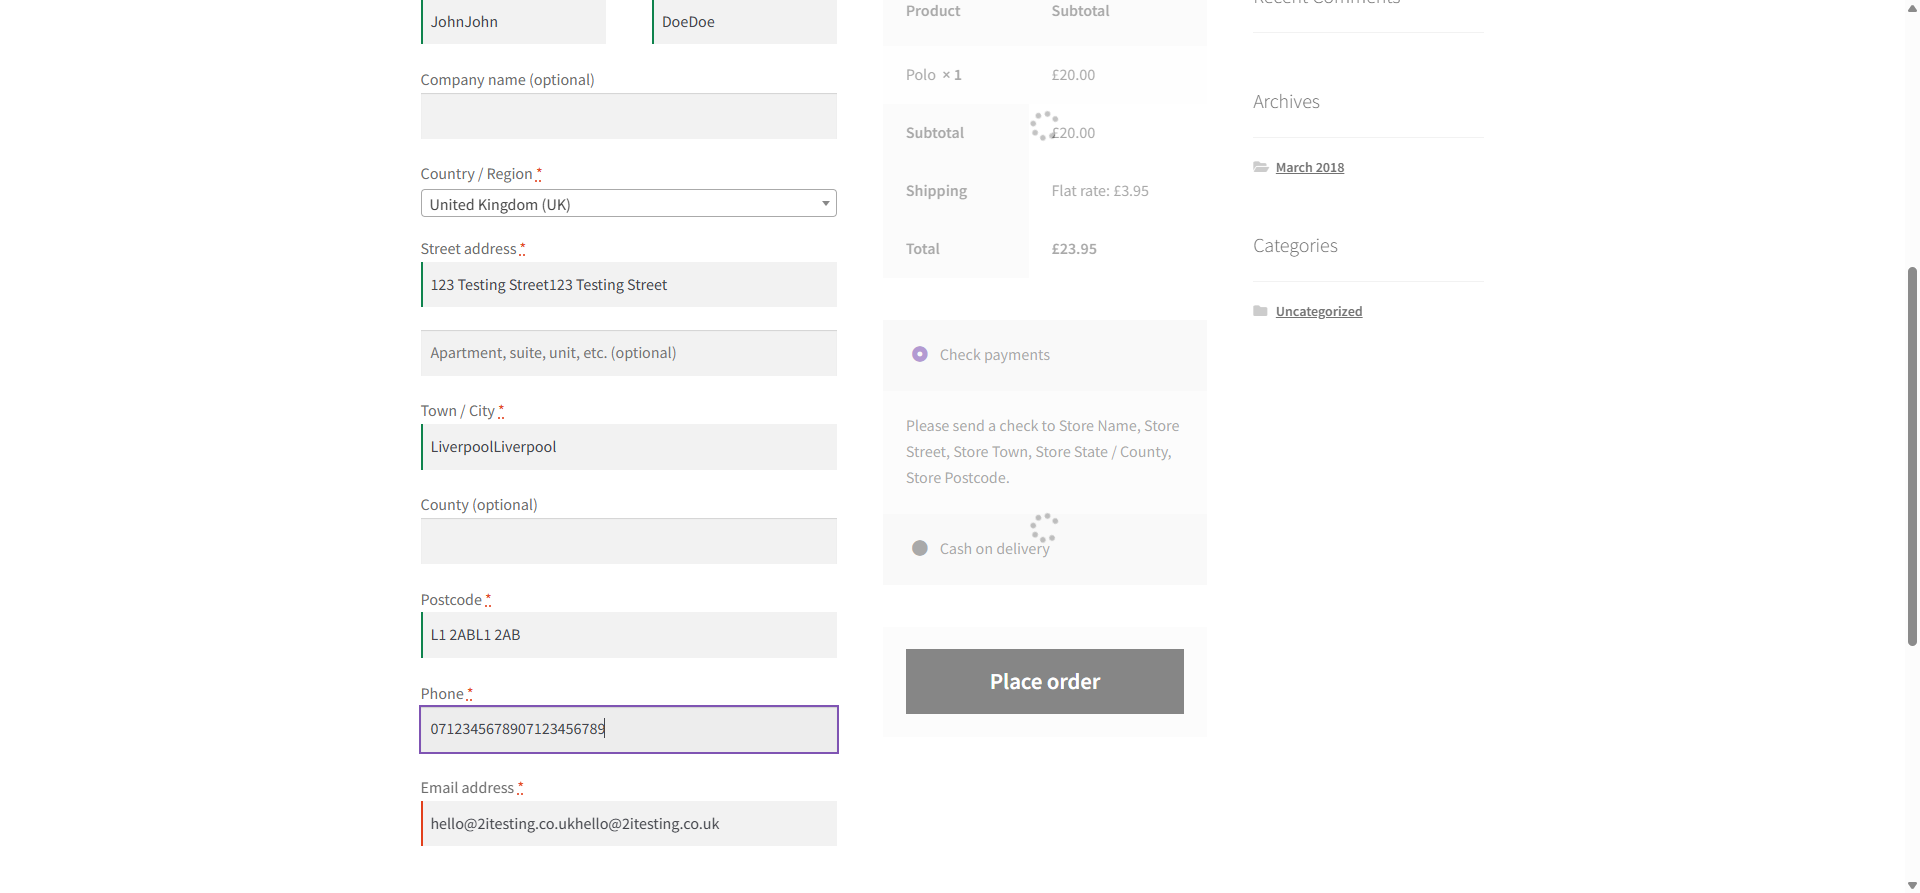 JohnJohn
DoeDoe
Company name (optional)
Country / Region *
United Kingdom (UK)
Street address *
123 Testing Street123 Testing Street
Apartment, suite, unit, etc. (optional)
Town / City *
LiverpoolLiverpool
County (optional)
Postcode *
L1 2ABL1 2AB
Phone *
0712345678907123456789
Email address *
hello@2itesting.co.ukhello@2itesting.co.uk
Product Subtotal
Polo × 1 £20.00
Subtotal £20.00
Shipping Flat rate: £3.95
Total £23.95
Check payments
Please send a check to Store Name, Store
Street, Store Town, Store State / County,
Store Postcode.
Cash on delivery
Place order
Recent Comments
Archives
March 2018
Categories
Uncategorized